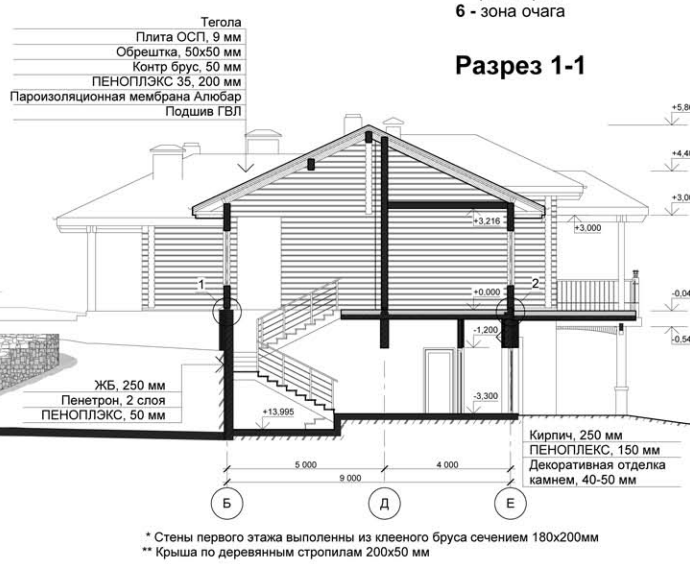 6 - зона очага
Разрез 1-1
Тегола
Плита ОСП, 9 мм
Обрештка, 50х50 мм
Контр брус, 50 мм
ПЕНОПЛЭКС 35, 200 мм
Пароизоляционная мембрана Алюбар
Подшив ГВЛ
+3,216
+3,000
+0.000
1
2
-1,200
-3,300
+13,995
ЖБ, 250 мм
Пенетрон, 2 слоя
ПЕНОПЛЭКС, 50 мм
Кирпич, 250 мм
ПЕНОПЛЕКС, 150 мм
Декоративная отделка
камнем, 40-50 мм
5 000
4 000
9 000
Б
Д
Е
* Стены первого этажа выполенны из клееного бруса сечением 180х200мм
** Крыша по деревянным стропилам 200х50 мм